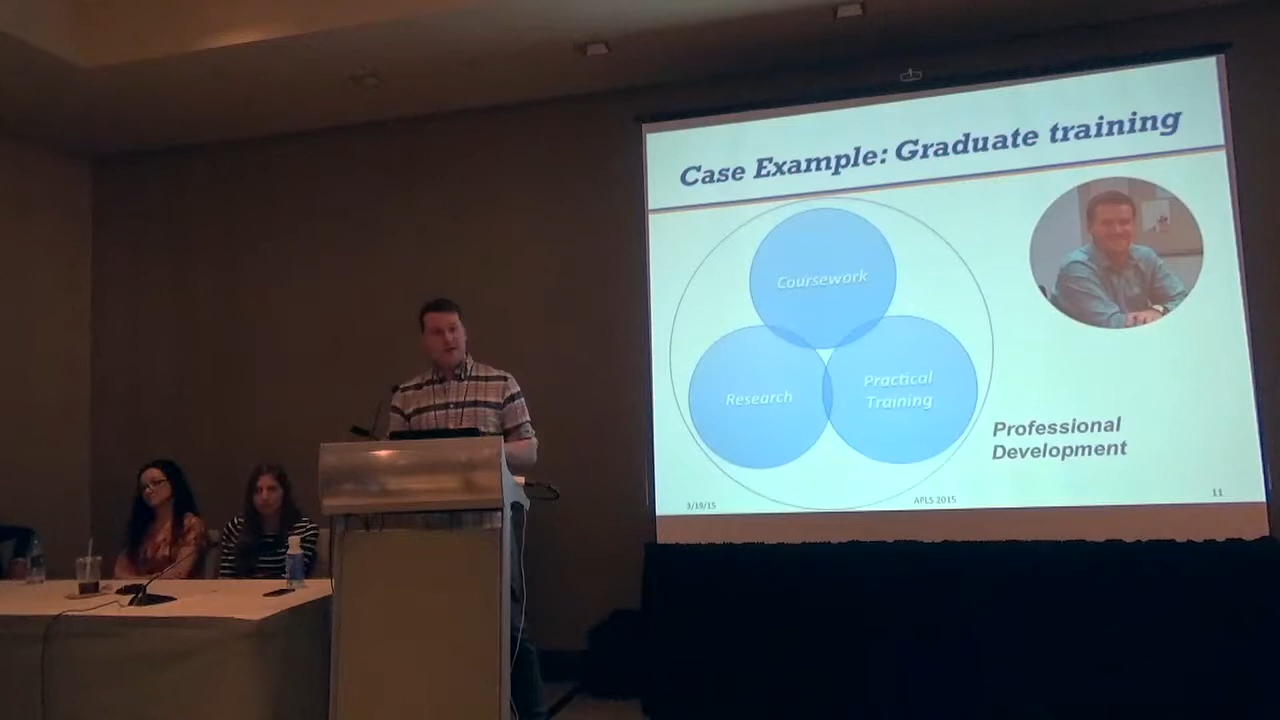 Case Example: Graduate training
Coursework
Research
Practical
Training
Professional
Development
3/19/15
APLS 2015
11